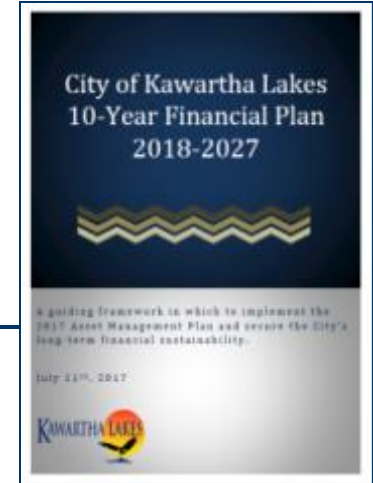 City of Kawartha Lakes
10-Year Financial Plan
2018-2027
A guiding framework in which to implement the
2017 Asset Management Plan and secure the City's
long-term financial sustainability.
July 11th, 2017
KAWARTHA LAKES